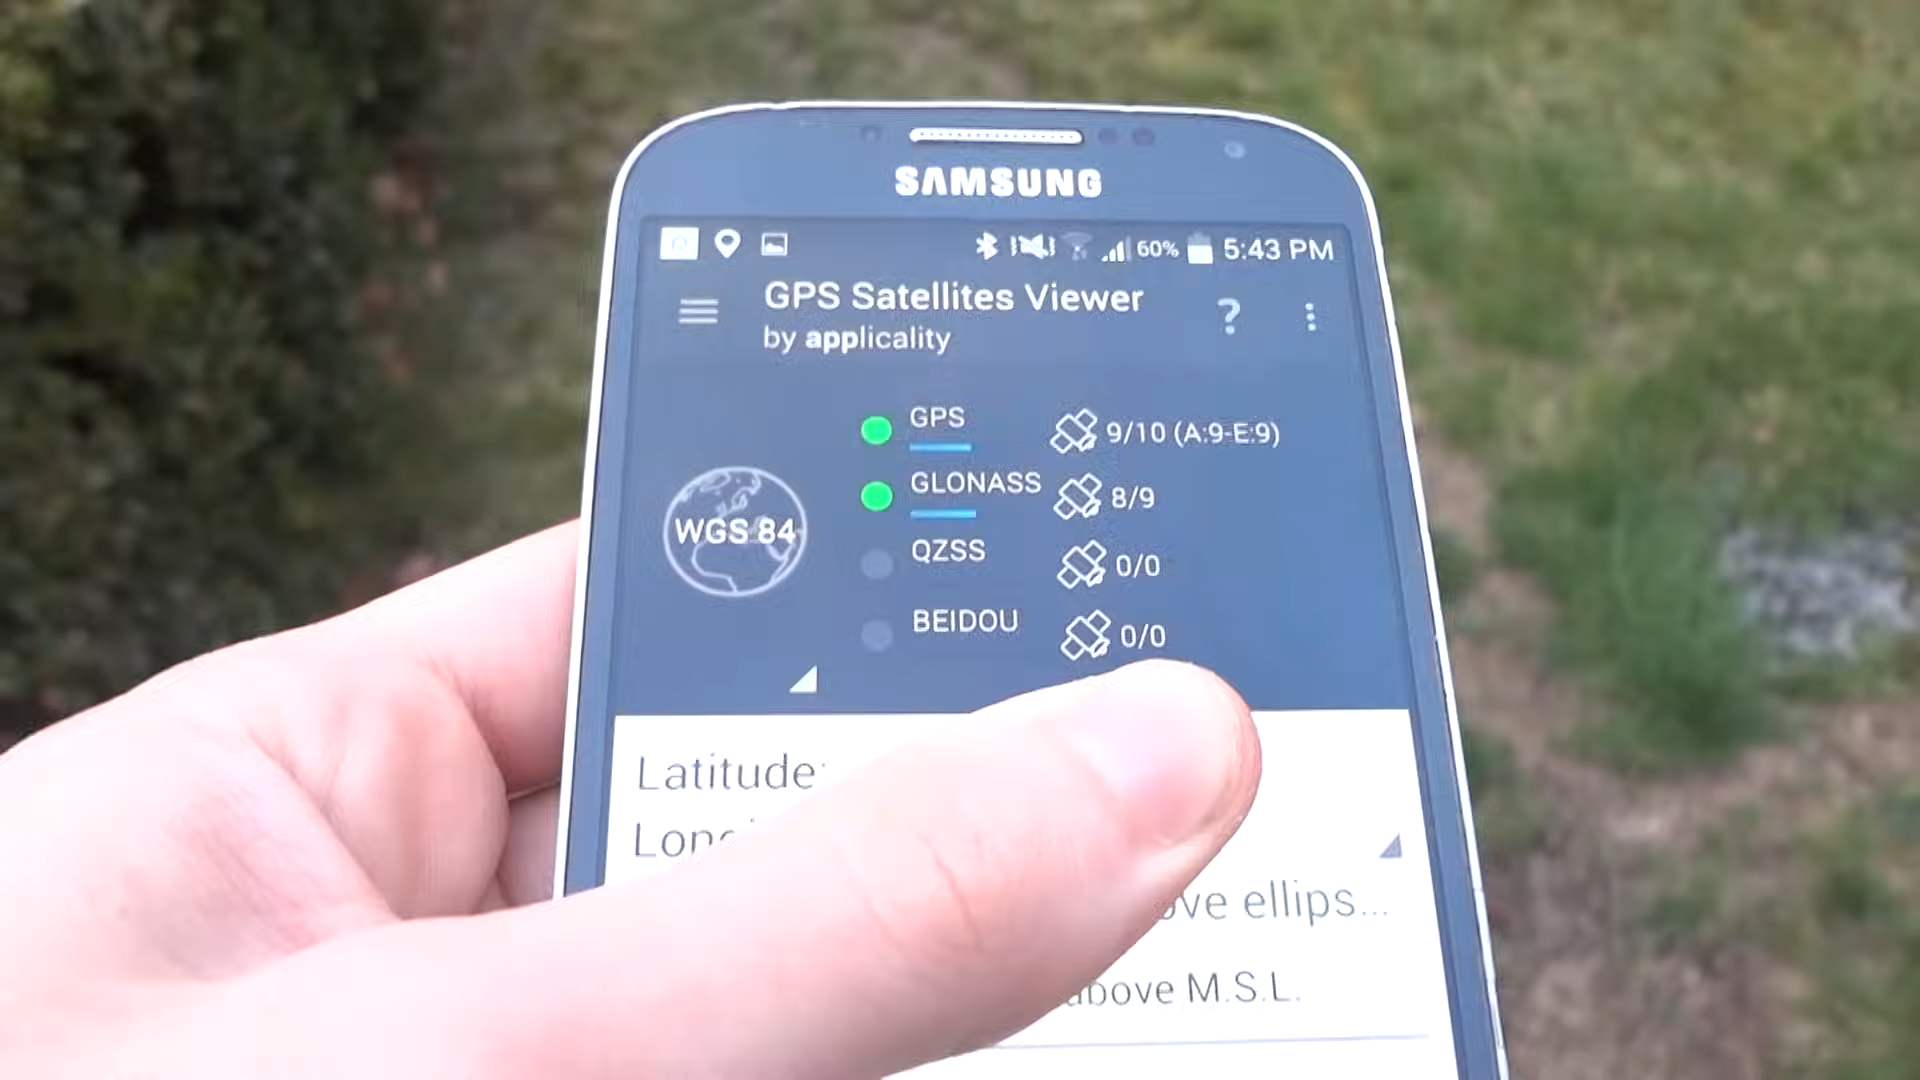 SAMSUNG
60% 5:43 PM
GPS Satellites Viewer
by applicality
?
GPS 9/10 (A:9-E:9)
GLONASS 8/9
WGS 84
QZSS 0/0
BEIDOU 0/0
Latitude:
ellips...
above M.S.L.